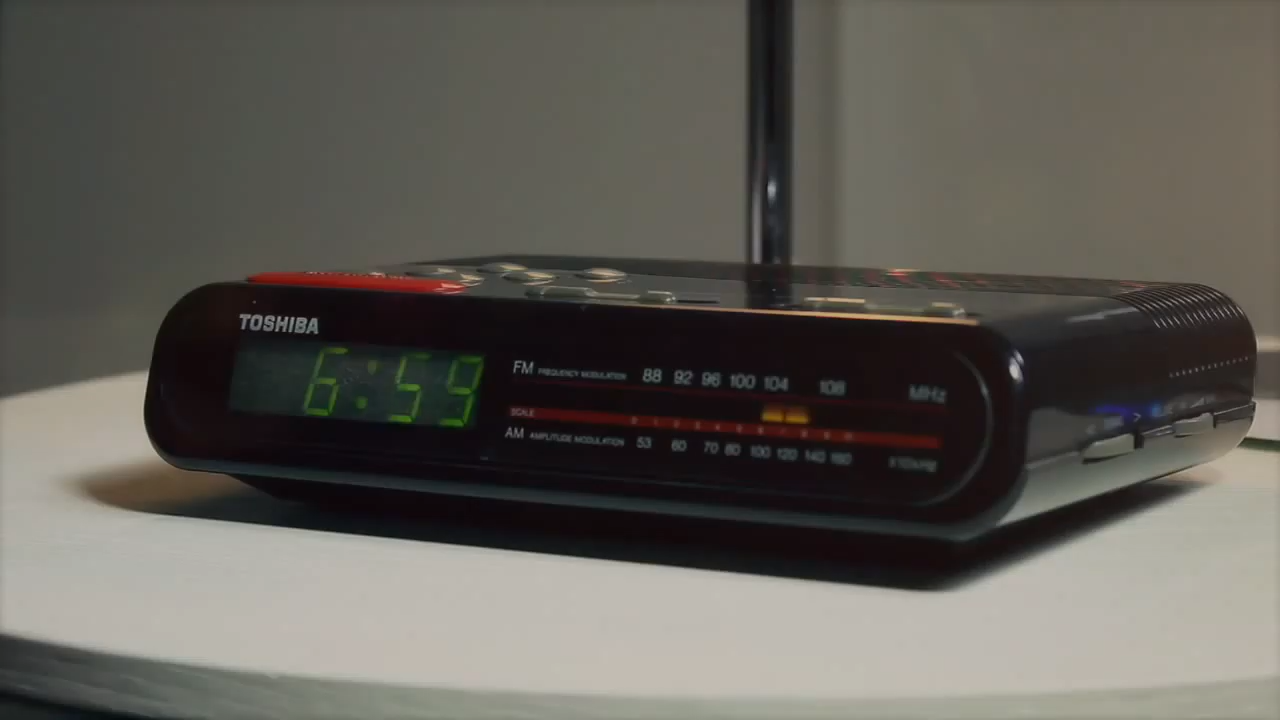 TOSHIBA
6:59
FM FREQUENCY MODULATION 88 92 96 100 104 108 MHz
SCALE
AM AMPLITUDE MODULATION 53 60 70 80 100 120 140 160